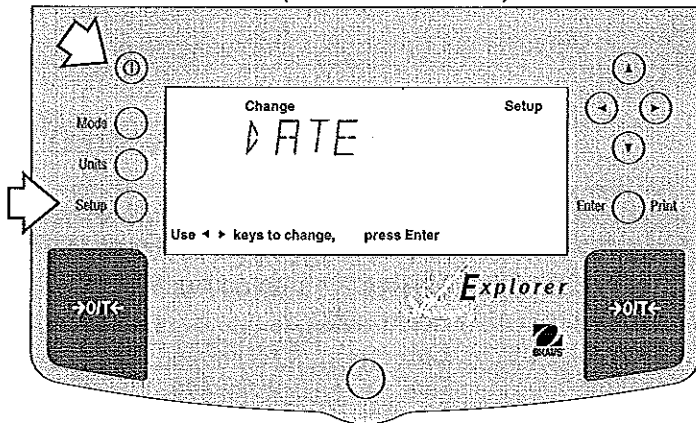 Change Setup
DATE
Mode
Units
Setup
Enter Print
Use ◄ ► keys to change, press Enter
→0/T←
→0/T←
Explorer
OHAUS